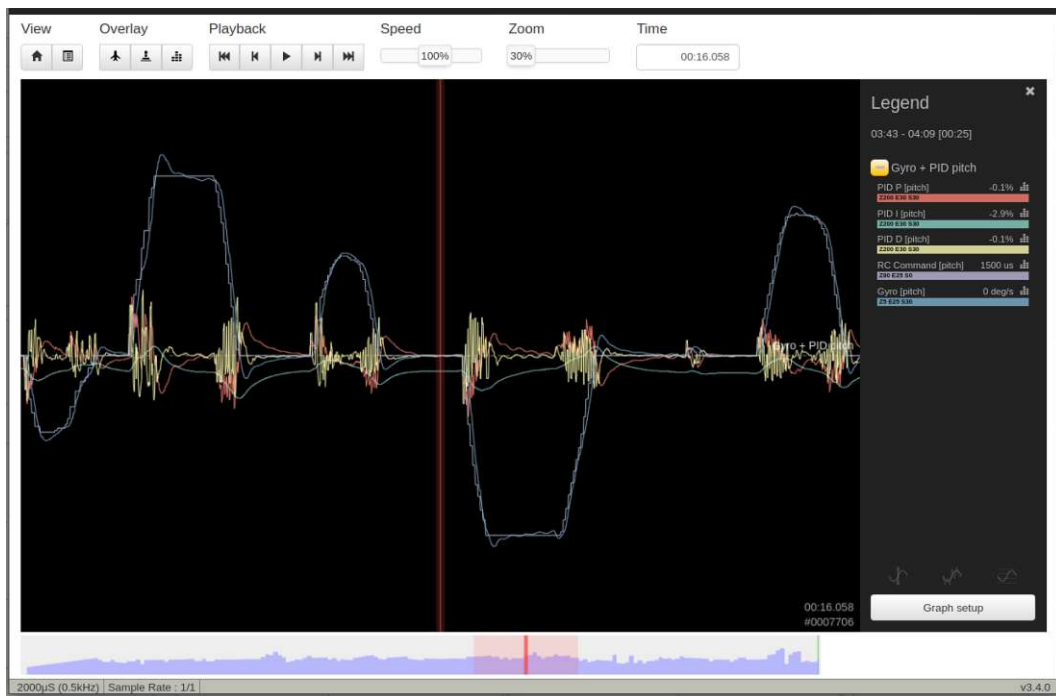 View Overlay Playback Speed Zoom Time
100% 30% 00:16.058
Legend
03:43 - 04:09 [00:25]
Gyro + PID pitch
PID P [pitch] -0.1%
Z200 E30 S30
PID I [pitch] -2.9%
Z200 E30 S30
PID D [pitch] -0.1%
Z200 E30 S30
RC Command [pitch] 1500 us
Z90 E25 S6
Gyro [pitch] 0 deg/s
Gyro + PID pitch
00:16.058
#0007706
Graph setup
2000µS (0.5kHz) Sample Rate : 1/1 v3.4.0